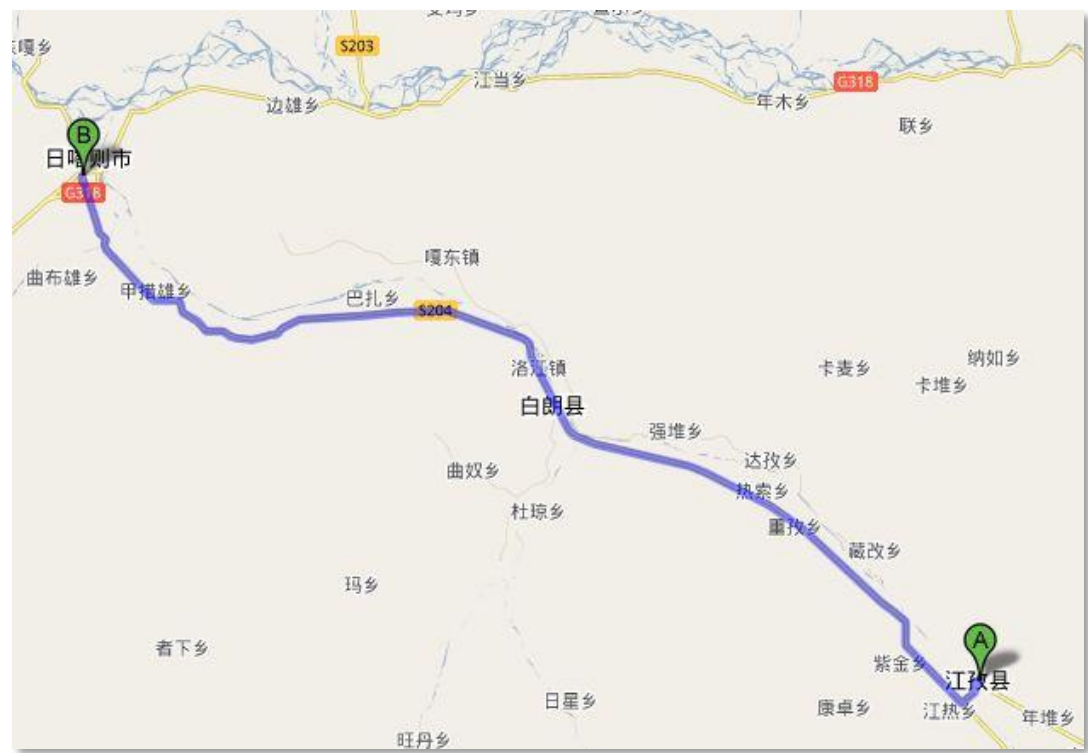 嘎乡
S203
江当乡
G318
边雄乡
年木乡
联乡
B
日喀则市
G318
嘎东镇
曲布雄乡
甲措雄乡
巴扎乡
S204
洛江镇
卡麦乡
纳如乡
卡堆乡
白朗县
强堆乡
达孜乡
曲奴乡
热索乡
杜琼乡
重孜乡
藏改乡
玛乡
者下乡
A
紫金乡
江孜县
日星乡
康卓乡
江热乡
年堆乡
旺丹乡